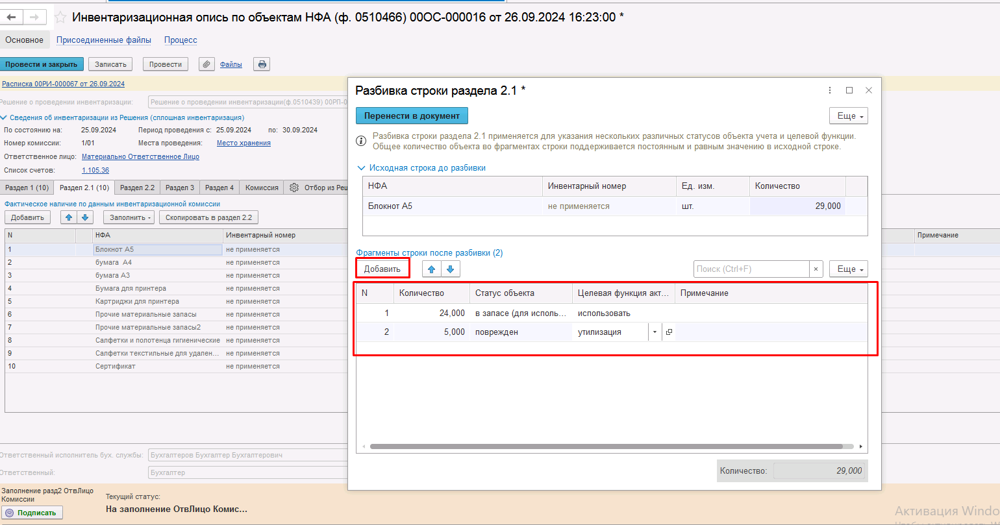 Инвентаризационная опись по объектам НФА (ф. 0510466) 00ОС-000016 от 26.09.2024 16:23:00 *
Основное Присоединенные файлы Процесс
Провести и закрыть Записать Провести Файлы
Расписка 00РИ-000067 от 26.09.2024
Решение о проведении инвентаризации: Решение о проведении инвентаризации(ф.0510439) 00РП-0
Сведения об инвентаризации из Решения (сплошная инвентаризация)
По состоянию на: 25.09.2024 Период проведения с: 25.09.2024 по: 30.09.2024
Номер комиссии: 1/01 Места проведения: Место хранения
Ответственное лицо: Материально Ответственное Лицо
Список счетов: 1.105.36
Раздел 1 (10) Раздел 2.1 (10) Раздел 2.2 Раздел 3 Раздел 4 Комиссия Отбор из Реш
Фактическое наличие по данным инвентаризационной комиссии
Добавить Заполнить Скопировать в раздел 2.2
N НФА Инвентарный номер Примечание
1 Блокнот А5 не применяется
2 бумага А4 не применяется
3 бумага А3 не применяется
4 Бумага для принтера не применяется
5 Картриджи для принтера не применяется
6 Прочие материальные запасы не применяется
7 Прочие материальные запасы2 не применяется
8 Салфетки и полотенца гигиенические не применяется
9 Салфетки текстильные для удален... не применяется
10 Сертификат не применяется
Ответственный исполнитель бух. службы: Бухгалтеров Бухгалтер Бухгалтерович
Ответственный: Бухгалтер
Заполнение разд2 ОтвЛицо
Комиссии
Текущий статус:
На заполнение ОтвЛицо Комис...
Подписать
Разбивка строки раздела 2.1 *
Перенести в документ Еще
Разбивка строки раздела 2.1 применяется для указания нескольких различных статусов объекта учета и целевой функции.
Общее количество объекта во фрагментах строки поддерживается постоянным и равным значению в исходной строке.
Исходная строка до разбивки
НФА Инвентарный номер Ед. изм. Количество
Блокнот А5 не применяется шт. 29,000
Фрагменты строки после разбивки (2)
Добавить Поиск (Ctrl+F) × Еще
N Количество Статус объекта Целевая функция акт... Примечание
1 24,000 в запасе (для исполь... использовать
2 5,000 поврежден утилизация
Количество: 29,000
Активация Windo